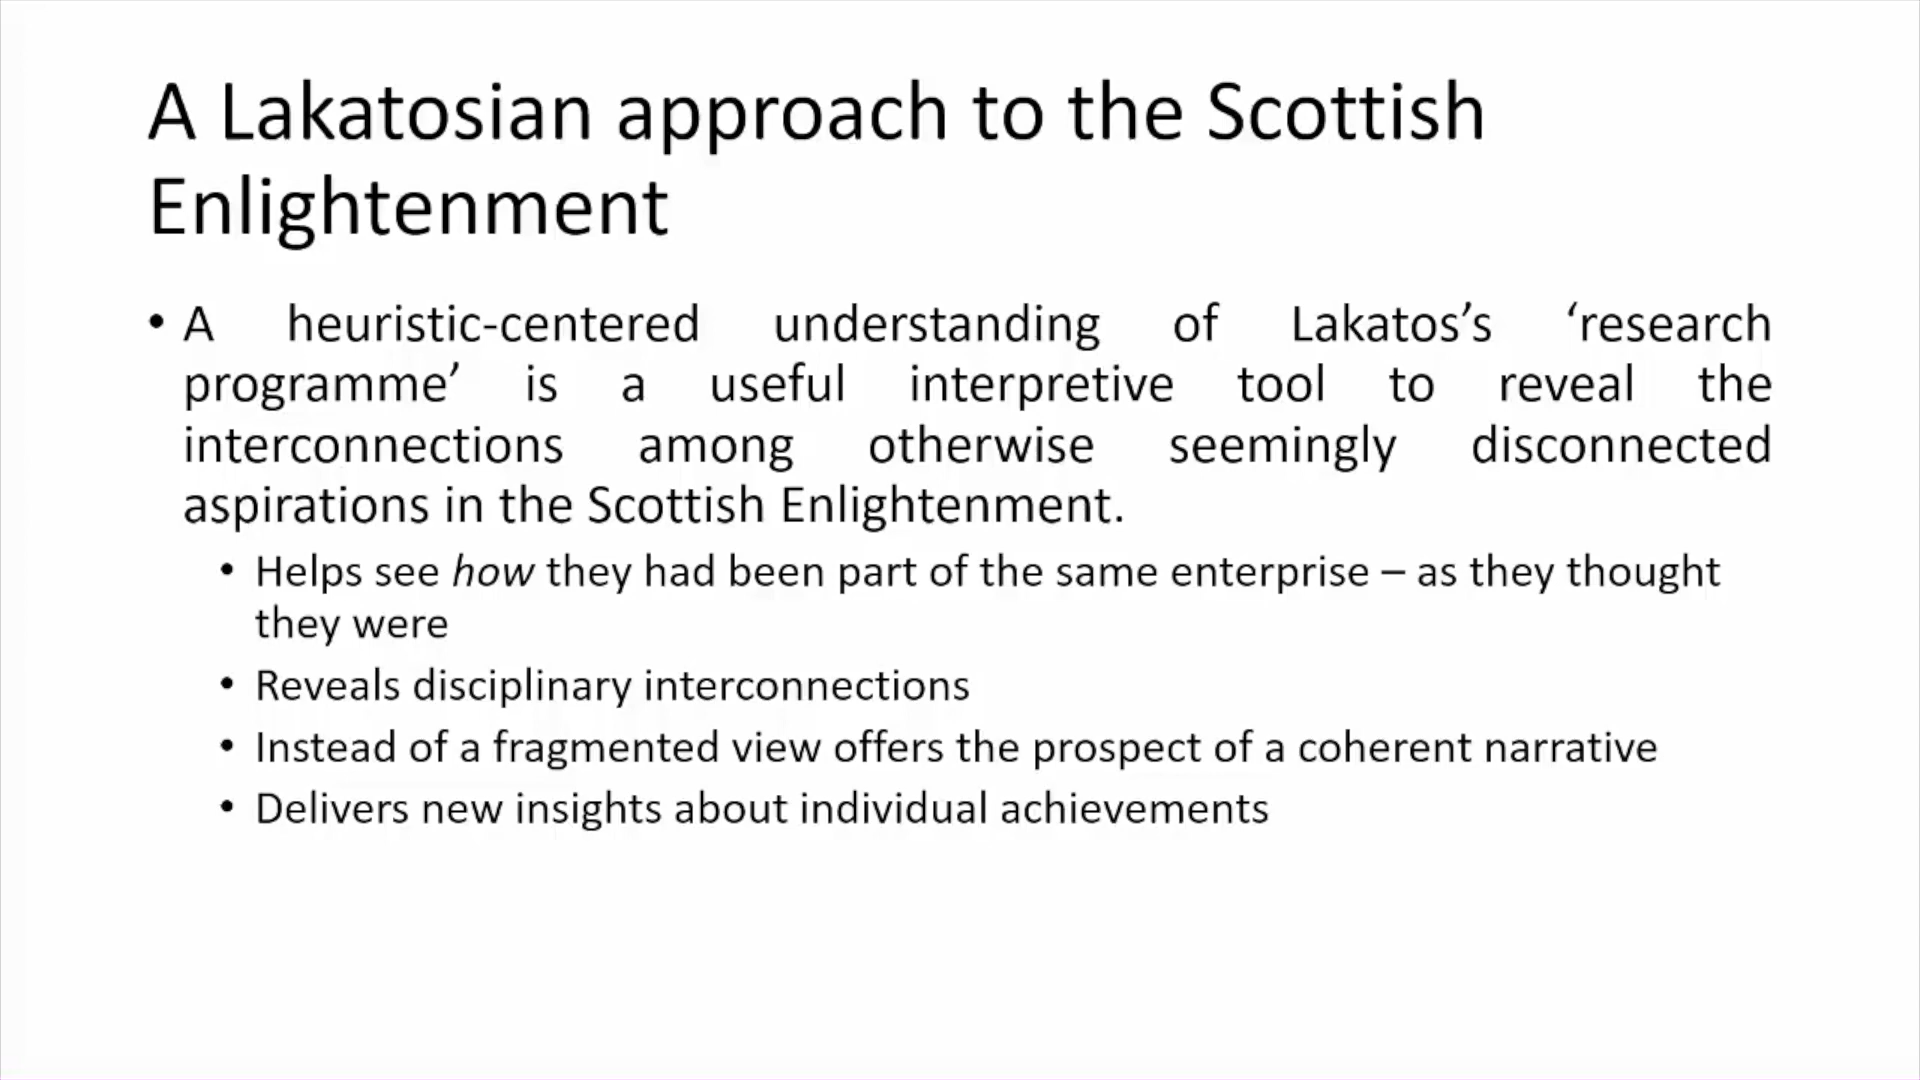 A Lakatosian approach to the Scottish
Enlightenment
• A heuristic-centered understanding of Lakatos’s ‘research
programme’ is a useful interpretive tool to reveal the
interconnections among otherwise seemingly disconnected
aspirations in the Scottish Enlightenment.
• Helps see how they had been part of the same enterprise – as they thought
they were
• Reveals disciplinary interconnections
• Instead of a fragmented view offers the prospect of a coherent narrative
• Delivers new insights about individual achievements